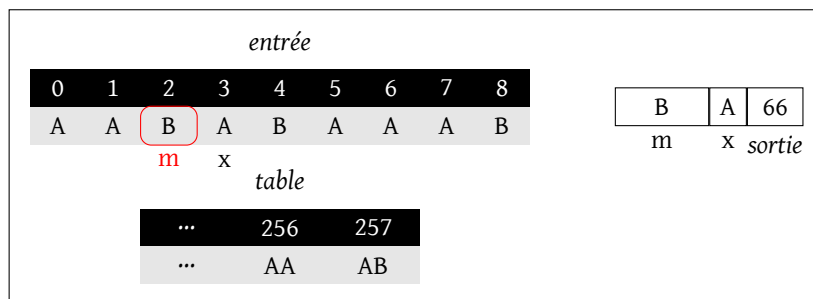 entrée
0 1 2 3 4 5 6 7 8
A A B A B A A A B
m x
table
... 256 257
... AA AB
B A 66
m x sortie